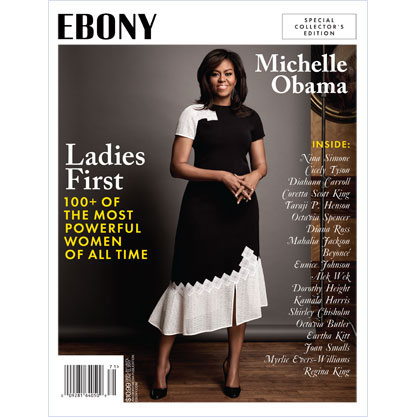 EBONY
SPECIAL
COLLECTOR'S
EDITION
Michelle
Obama
Ladies
First
100+ OF
THE MOST
POWERFUL
WOMEN
OF ALL TIME
INSIDE:
Nina Simone
Cicely Tyson
Diahann Carroll
Coretta Scott King
Taraji P. Henson
Octavia Spencer
Diana Ross
Mahalia Jackson
Beyoncé
Eunice Johnson
Alek Wek
Dorothy Height
Kamala Harris
Shirley Chisholm
Octavia Butler
Eartha Kitt
Joan Smalls
Myrlie Evers-Williams
Regina King
$10.99